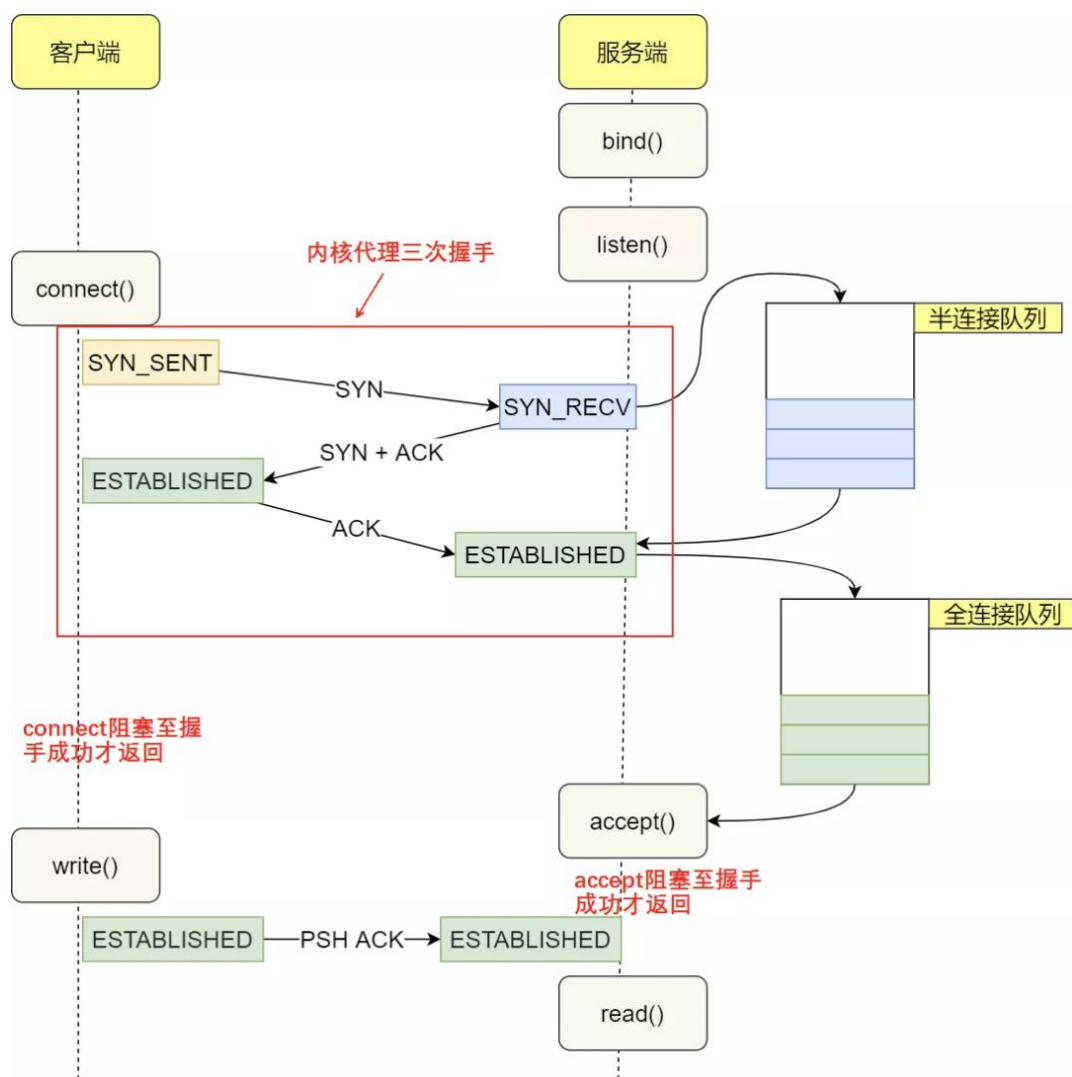 客户端
服务端
bind()
listen()
内核代理三次握手
connect()
半连接队列
SYN_SENT
SYN
SYN_RECV
SYN + ACK
ESTABLISHED
ACK
ESTABLISHED
全连接队列
connect阻塞至握
手成功才返回
accept()
write()
accept阻塞至握手
成功才返回
ESTABLISHED
PSH ACK
ESTABLISHED
read()